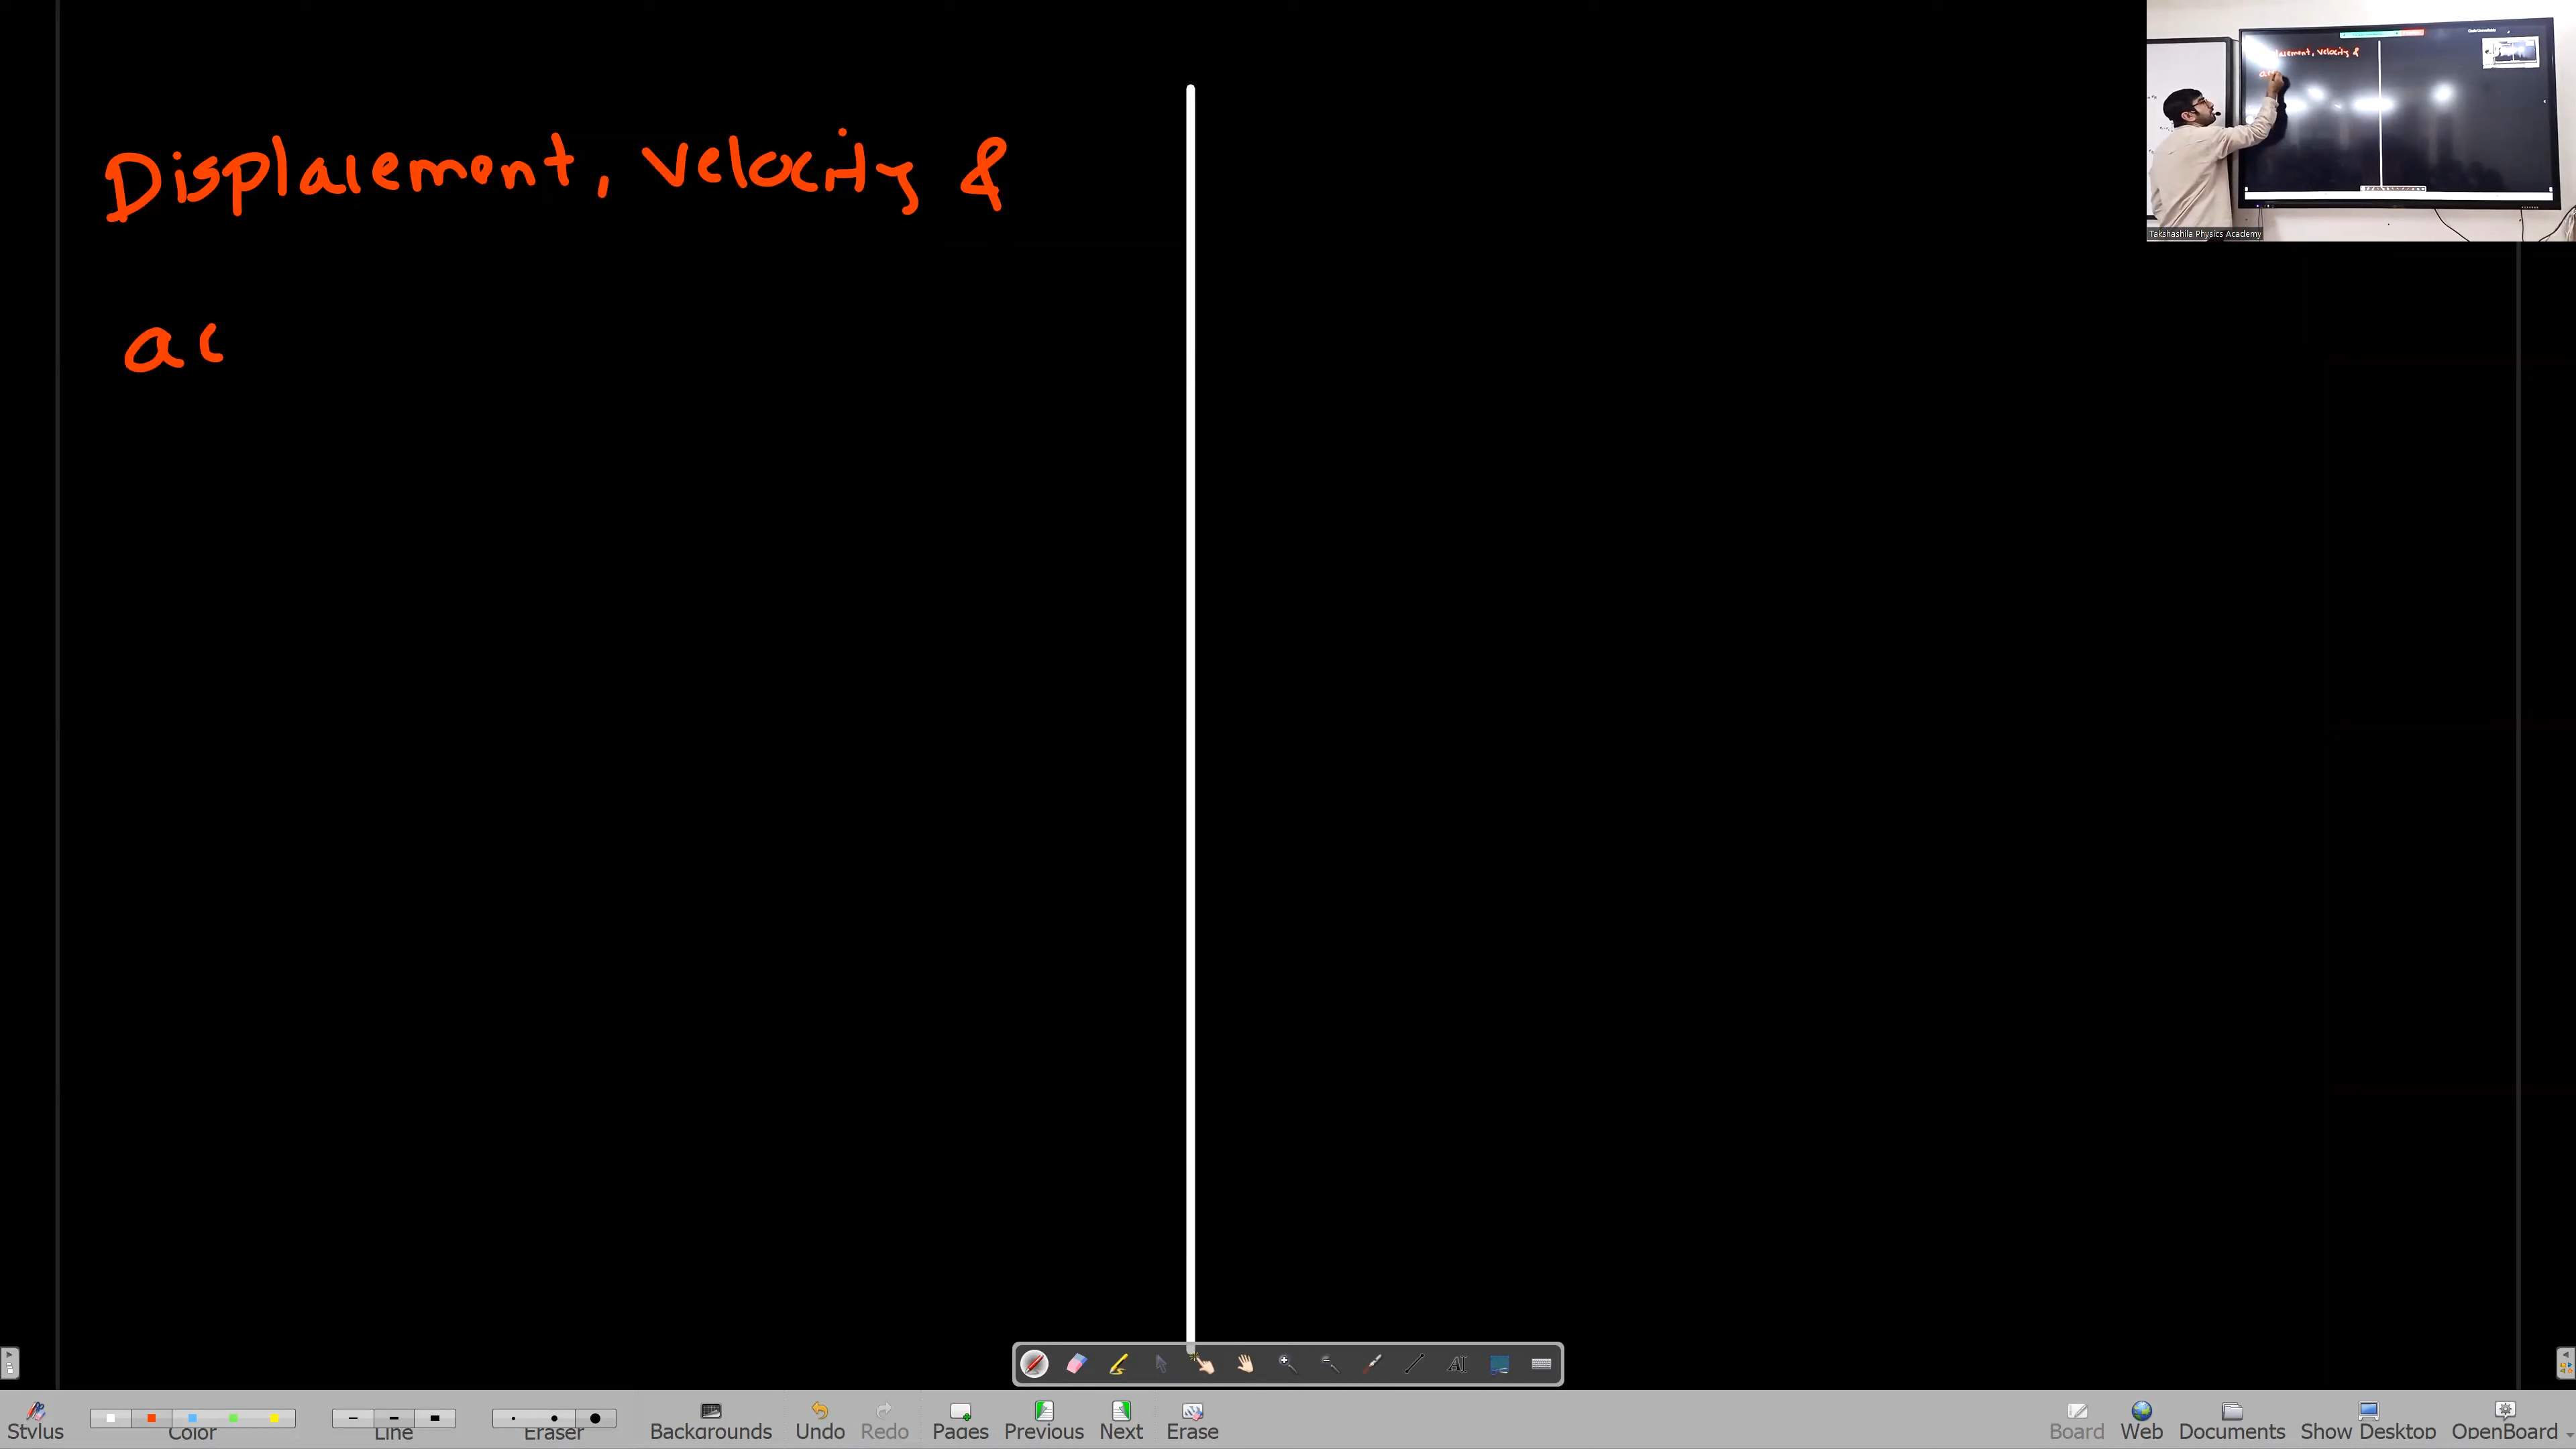 Displacement, velocity &
ac
Takshashila Physics Academy
Stylus
Color
Line
Eraser
Backgrounds
Undo
Redo
Pages
Previous
Next
Erase
Board
Web
Documents
Show Desktop
OpenBoard